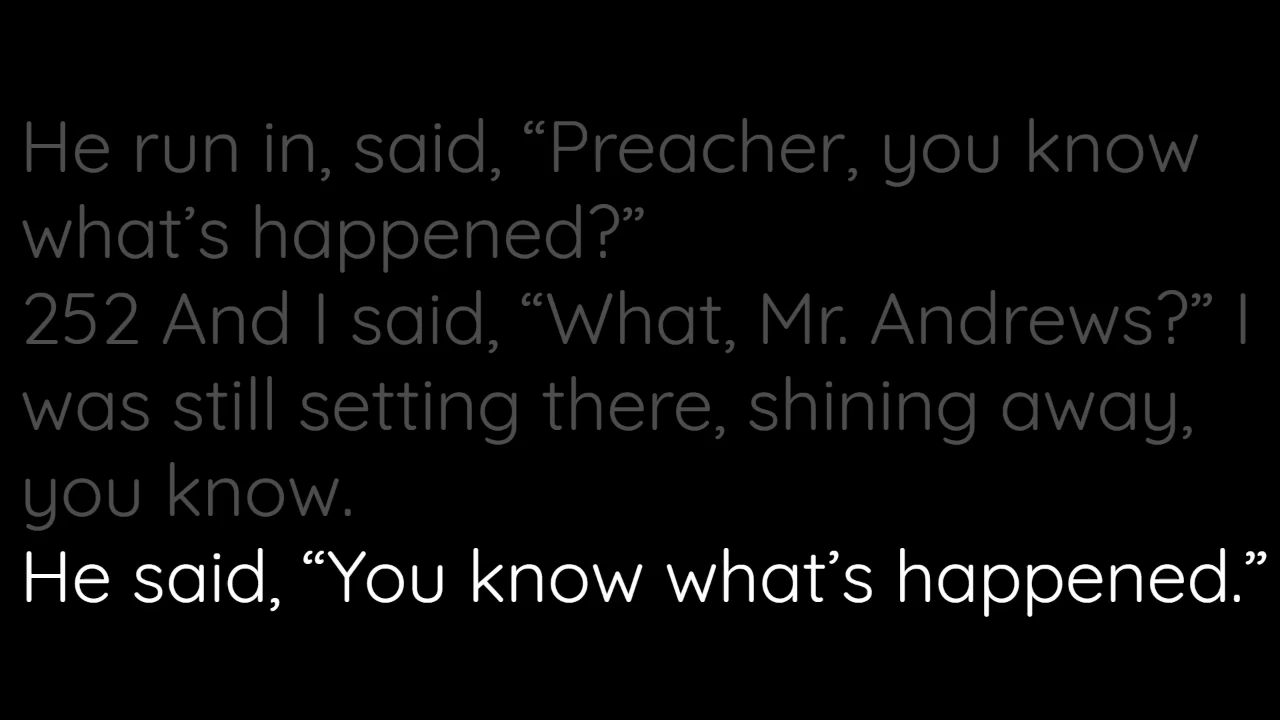 He run in, said, “Preacher, you know
what’s happened?”
252 And I said, “What, Mr. Andrews?” I
was still setting there, shining away,
you know.
He said, “You know what’s happened.”